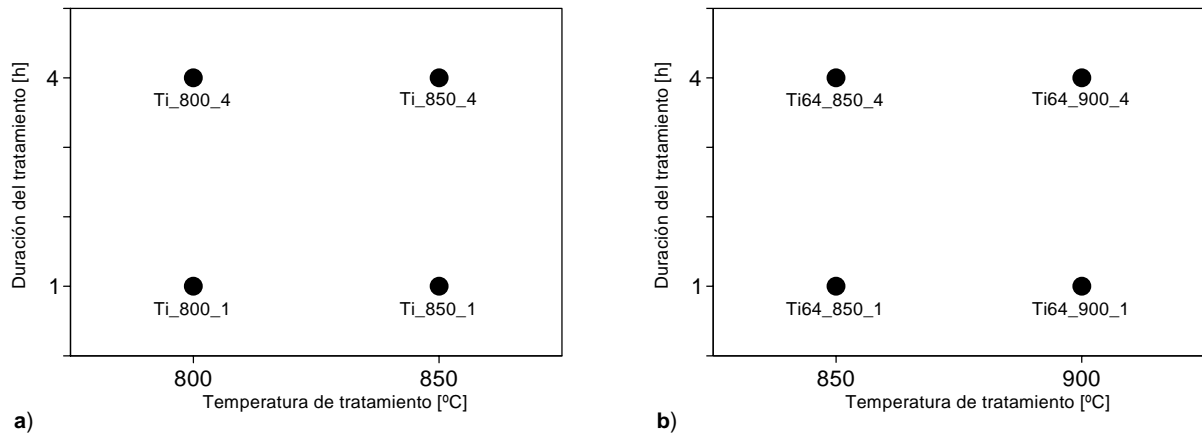 Duración del tratamiento [h]
4
1
Ti_800_4
Ti_850_4
Ti_800_1
Ti_850_1
800
850
Temperatura de tratamiento [ºC]
a)
Duración del tratamiento [h]
4
1
Ti64_850_4
Ti64_900_4
Ti64_850_1
Ti64_900_1
850
900
Temperatura de tratamiento [ºC]
b)